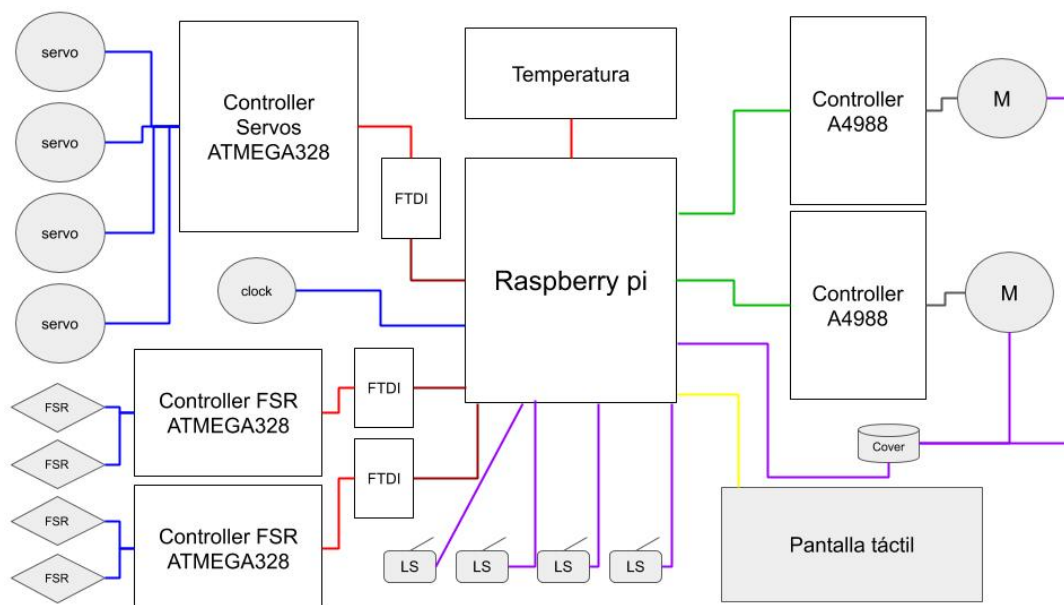 servo
servo
servo
servo
Controller
Servos
ATMEGA328
FTDI
clock
Temperatura
Raspberry pi
Controller
A4988
M
Controller
A4988
M
FSR
FSR
Controller FSR
ATMEGA328
FTDI
FSR
FSR
Controller FSR
ATMEGA328
FTDI
LS
LS
LS
LS
Cover
Pantalla táctil